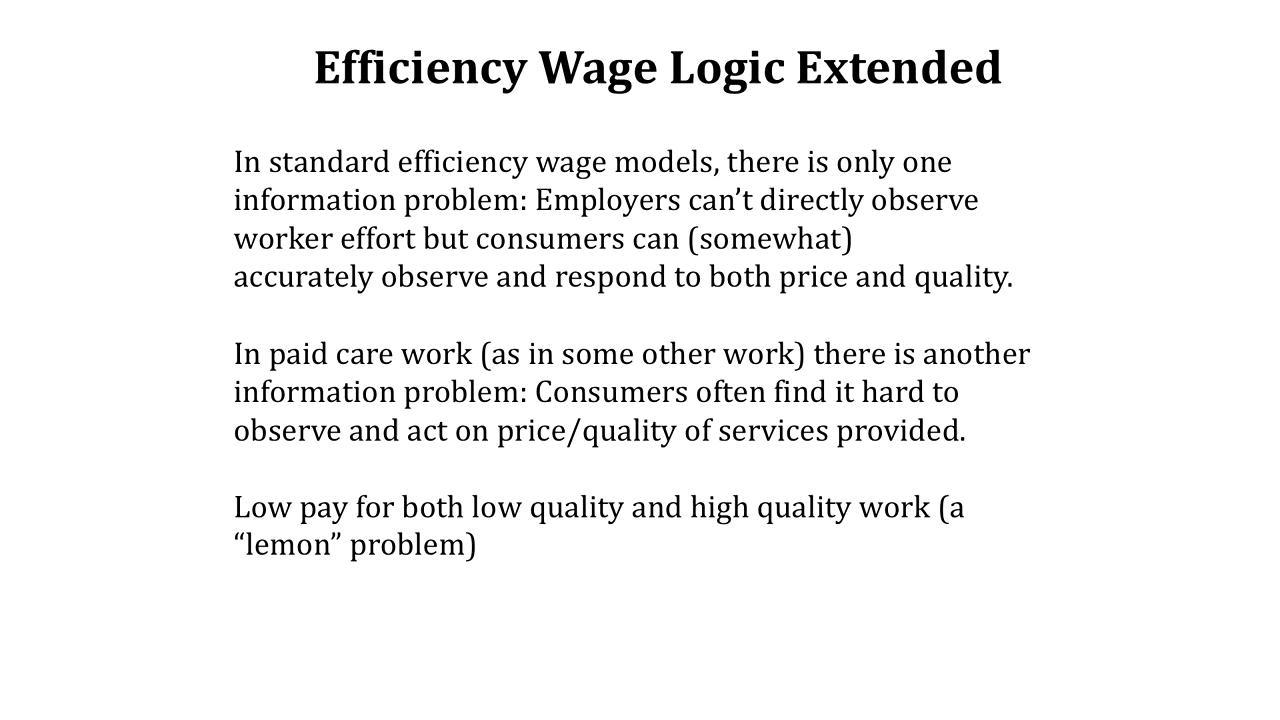 Efficiency Wage Logic Extended
In standard efficiency wage models, there is only one
information problem: Employers can’t directly observe
worker effort but consumers can (somewhat)
accurately observe and respond to both price and quality.
In paid care work (as in some other work) there is another
information problem: Consumers often find it hard to
observe and act on price/quality of services provided.
Low pay for both low quality and high quality work (a
“lemon” problem)